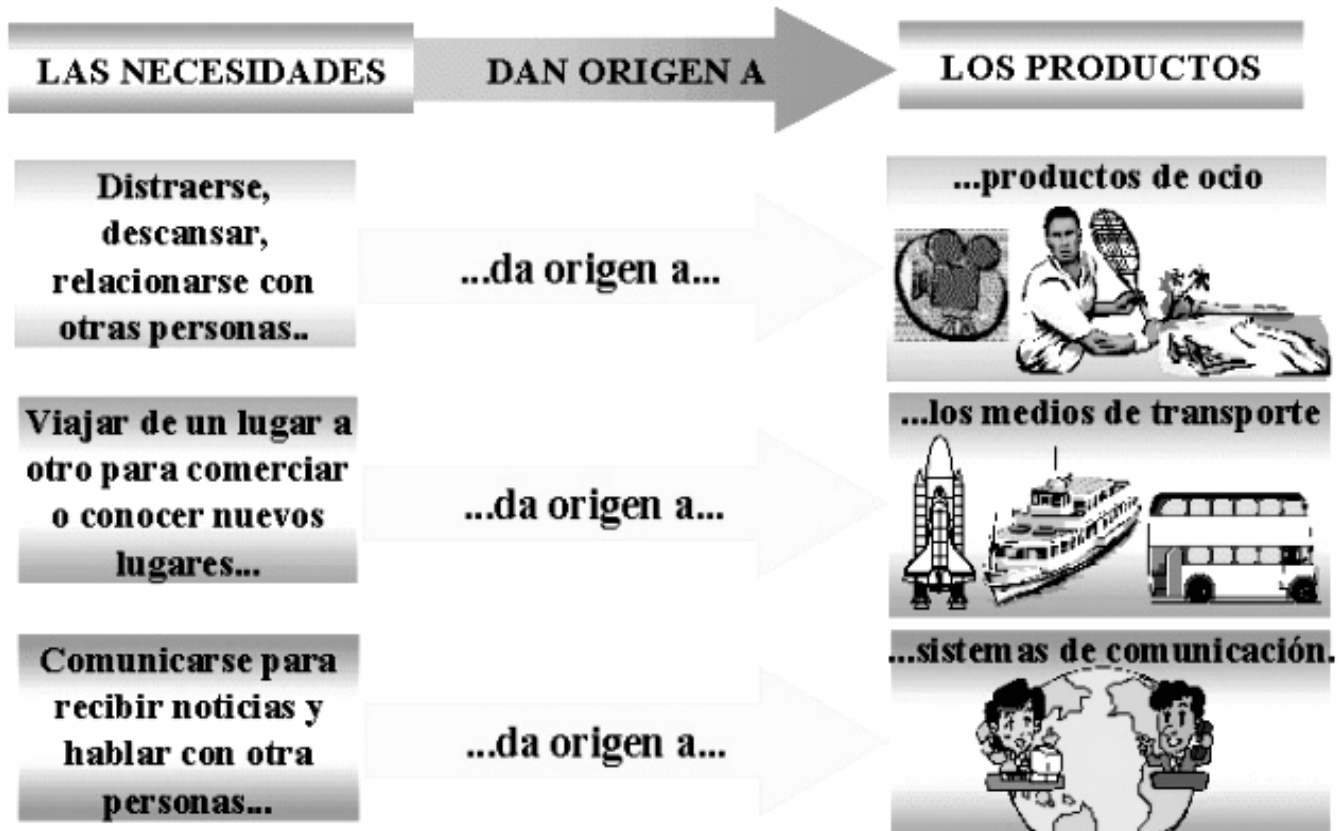 LAS NECESIDADES
DAN ORIGEN A
LOS PRODUCTOS
Distraerse,
descansar,
relacionarse con
otras personas..
...da origen a...
...productos de ocio
Viajar de un lugar a
otro para comerciar
o conocer nuevos
lugares...
...da origen a...
...los medios de transporte
Comunicarse para
recibir noticias y
hablar con otra
personas...
...da origen a...
...sistemas de comunicación.